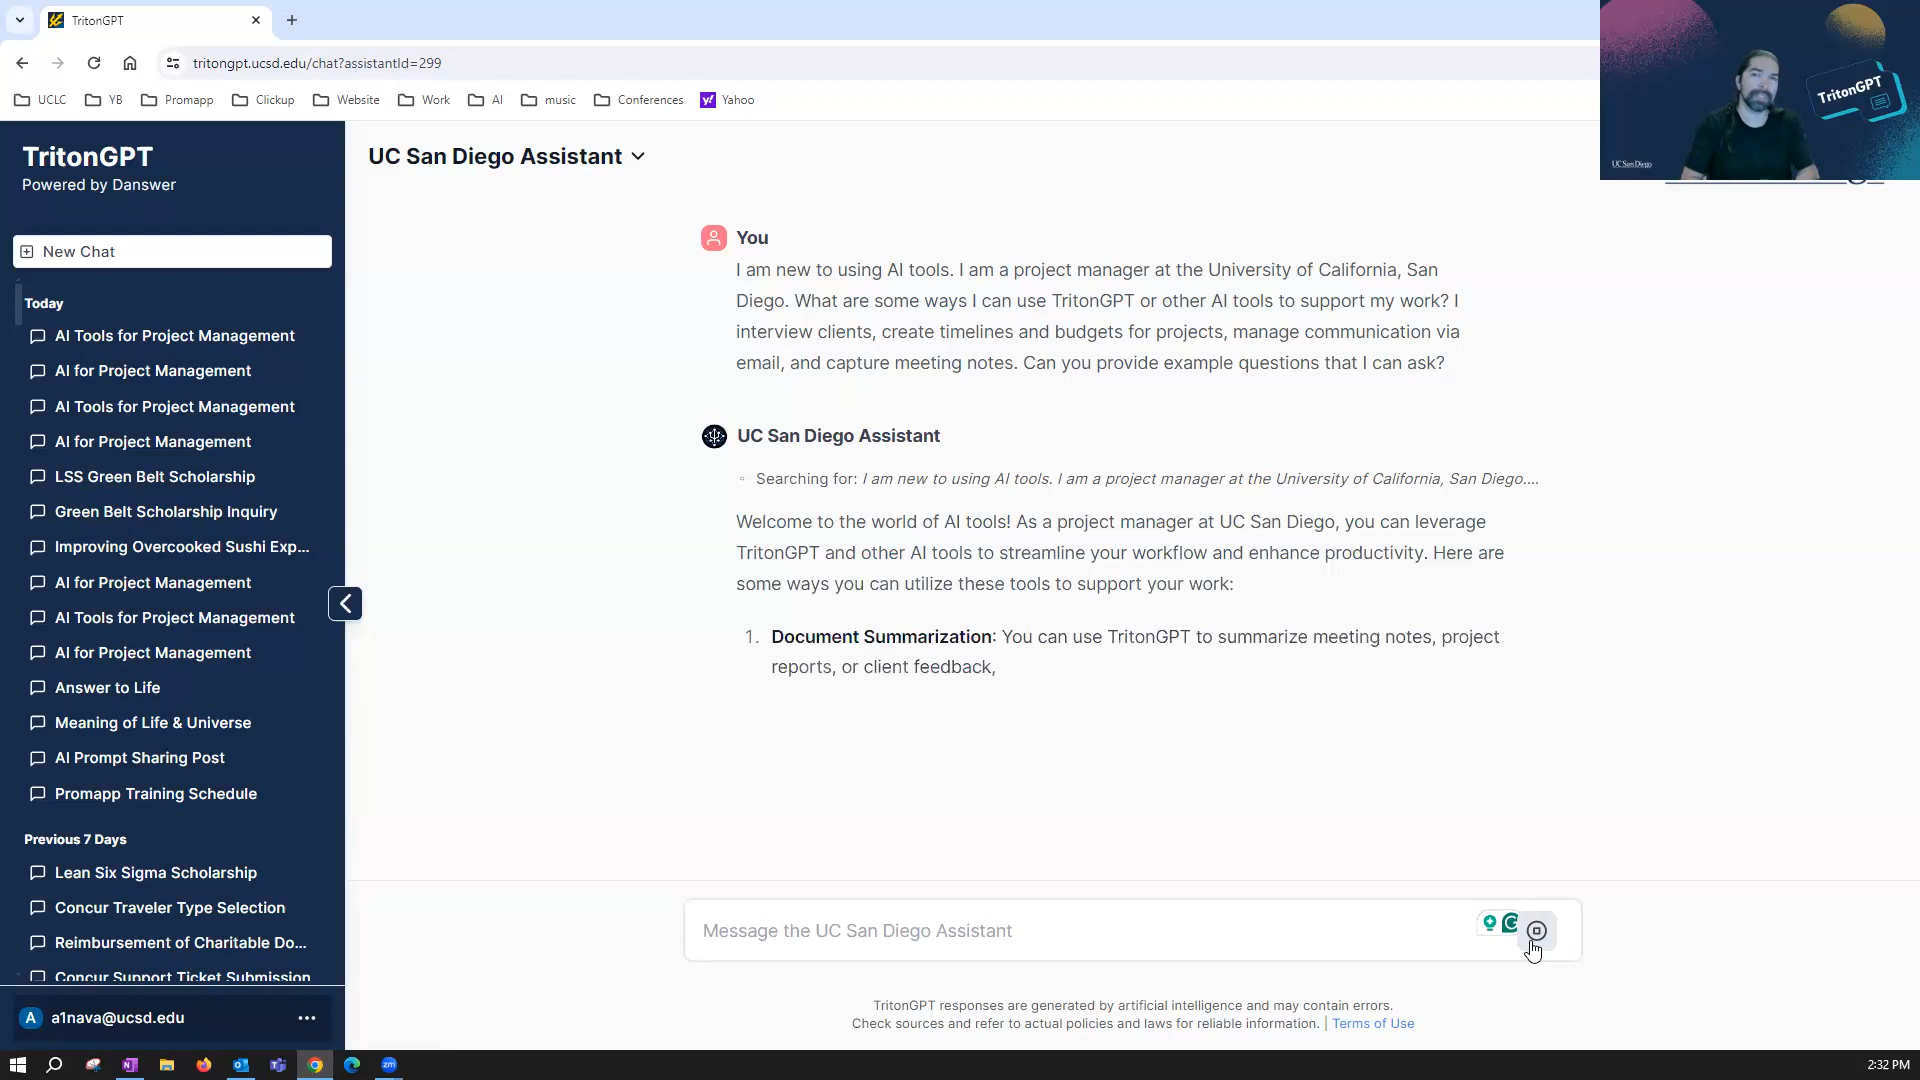 TritonGPT
tritongpt.ucsd.edu/chat?assistantId=299
UCLC
YB
Promapp
Clickup
Website
Work
AI
music
Conferences
y!
Yahoo
TritonGPT
UC San Diego
TritonGPT
Powered by Danswer
New Chat
Today
AI Tools for Project Management
AI for Project Management
AI Tools for Project Management
AI for Project Management
LSS Green Belt Scholarship
Green Belt Scholarship Inquiry
Improving Overcooked Sushi Exp...
AI for Project Management
AI Tools for Project Management
AI for Project Management
Answer to Life
Meaning of Life & Universe
AI Prompt Sharing Post
Promapp Training Schedule
Previous 7 Days
Lean Six Sigma Scholarship
Concur Traveler Type Selection
Reimbursement of Charitable Do...
Concur Support Ticket Submission
A
a1nava@ucsd.edu
UC San Diego Assistant
You
I am new to using AI tools. I am a project manager at the University of California, San
Diego. What are some ways I can use TritonGPT or other AI tools to support my work? I
interview clients, create timelines and budgets for projects, manage communication via
email, and capture meeting notes. Can you provide example questions that I can ask?
UC San Diego Assistant
Searching for: I am new to using AI tools. I am a project manager at the University of California, San Diego....
Welcome to the world of AI tools! As a project manager at UC San Diego, you can leverage
TritonGPT and other AI tools to streamline your workflow and enhance productivity. Here are
some ways you can utilize these tools to support your work:
1. Document Summarization: You can use TritonGPT to summarize meeting notes, project
reports, or client feedback,
Message the UC San Diego Assistant
TritonGPT responses are generated by artificial intelligence and may contain errors.
Check sources and refer to actual policies and laws for reliable information. | Terms of Use
zm
2:32 PM